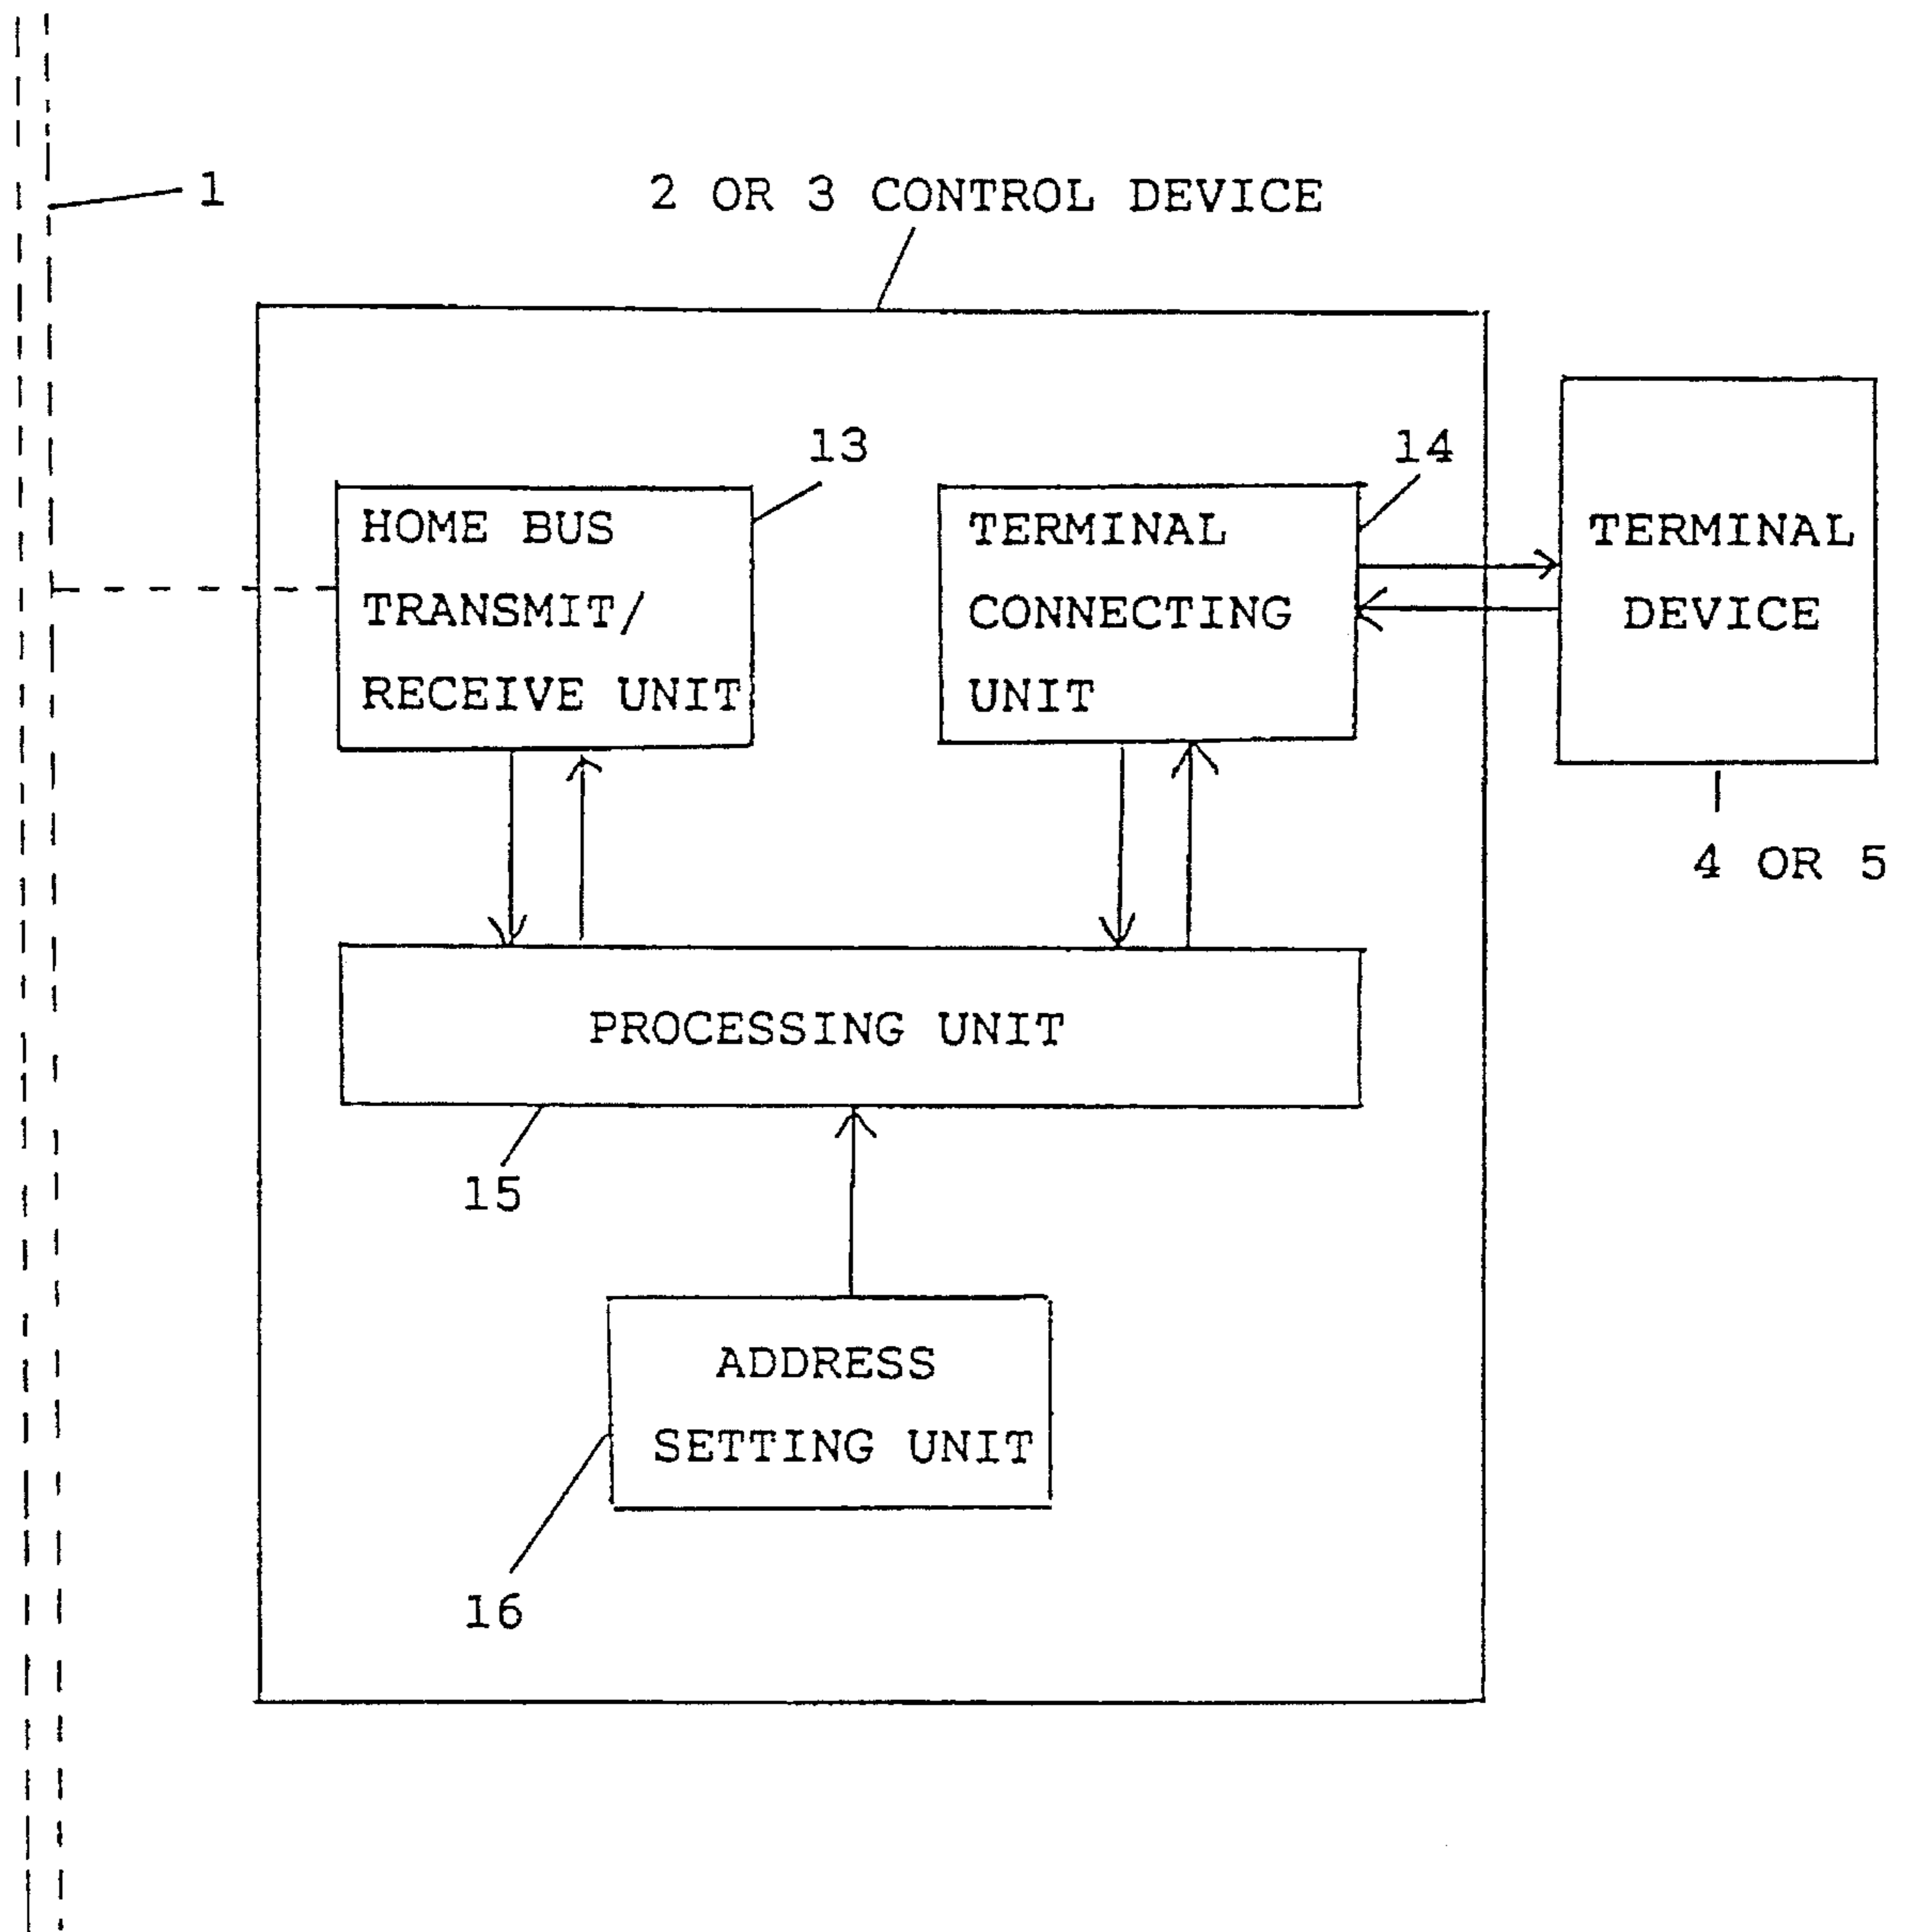 1
2 OR 3 CONTROL DEVICE
13
14
HOME BUS
TRANSMIT/
RECEIVE UNIT
TERMINAL
CONNECTING
UNIT
TERMINAL
DEVICE
4 OR 5
PROCESSING UNIT
15
ADDRESS
SETTING UNIT
16